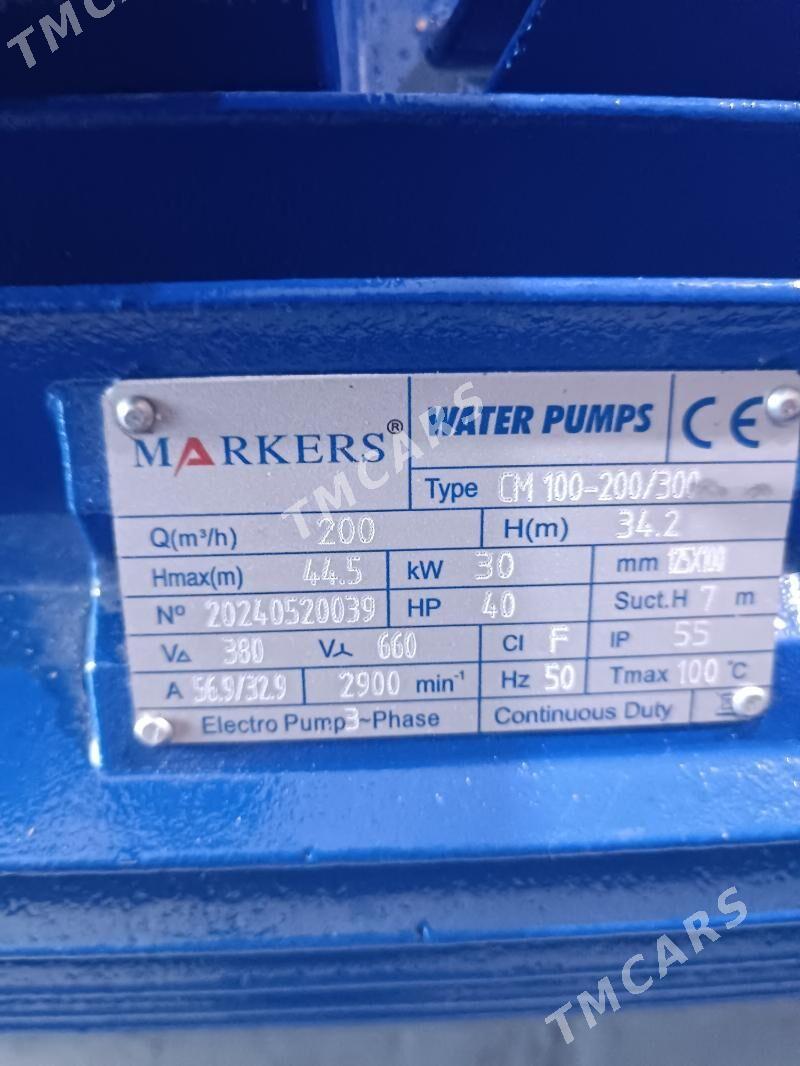 TMCARS
TMCARS
MARKERS®
WATER PUMPS
CE
TMCARS
Type CM 100-200/300
Q(m³/h) 200 H(m) 34.2
Hmax(m) 44.5 kW 30 mm 125X100
Nº 20240520039 HP 40 Suct.H 7 m
V△ 380 V⅄ 660 Cl F IP 55
A 56.9/32.9 2900 min⁻¹ Hz 50 Tmax 100 °C
Electro Pump 3~Phase Continuous Duty
TMCARS